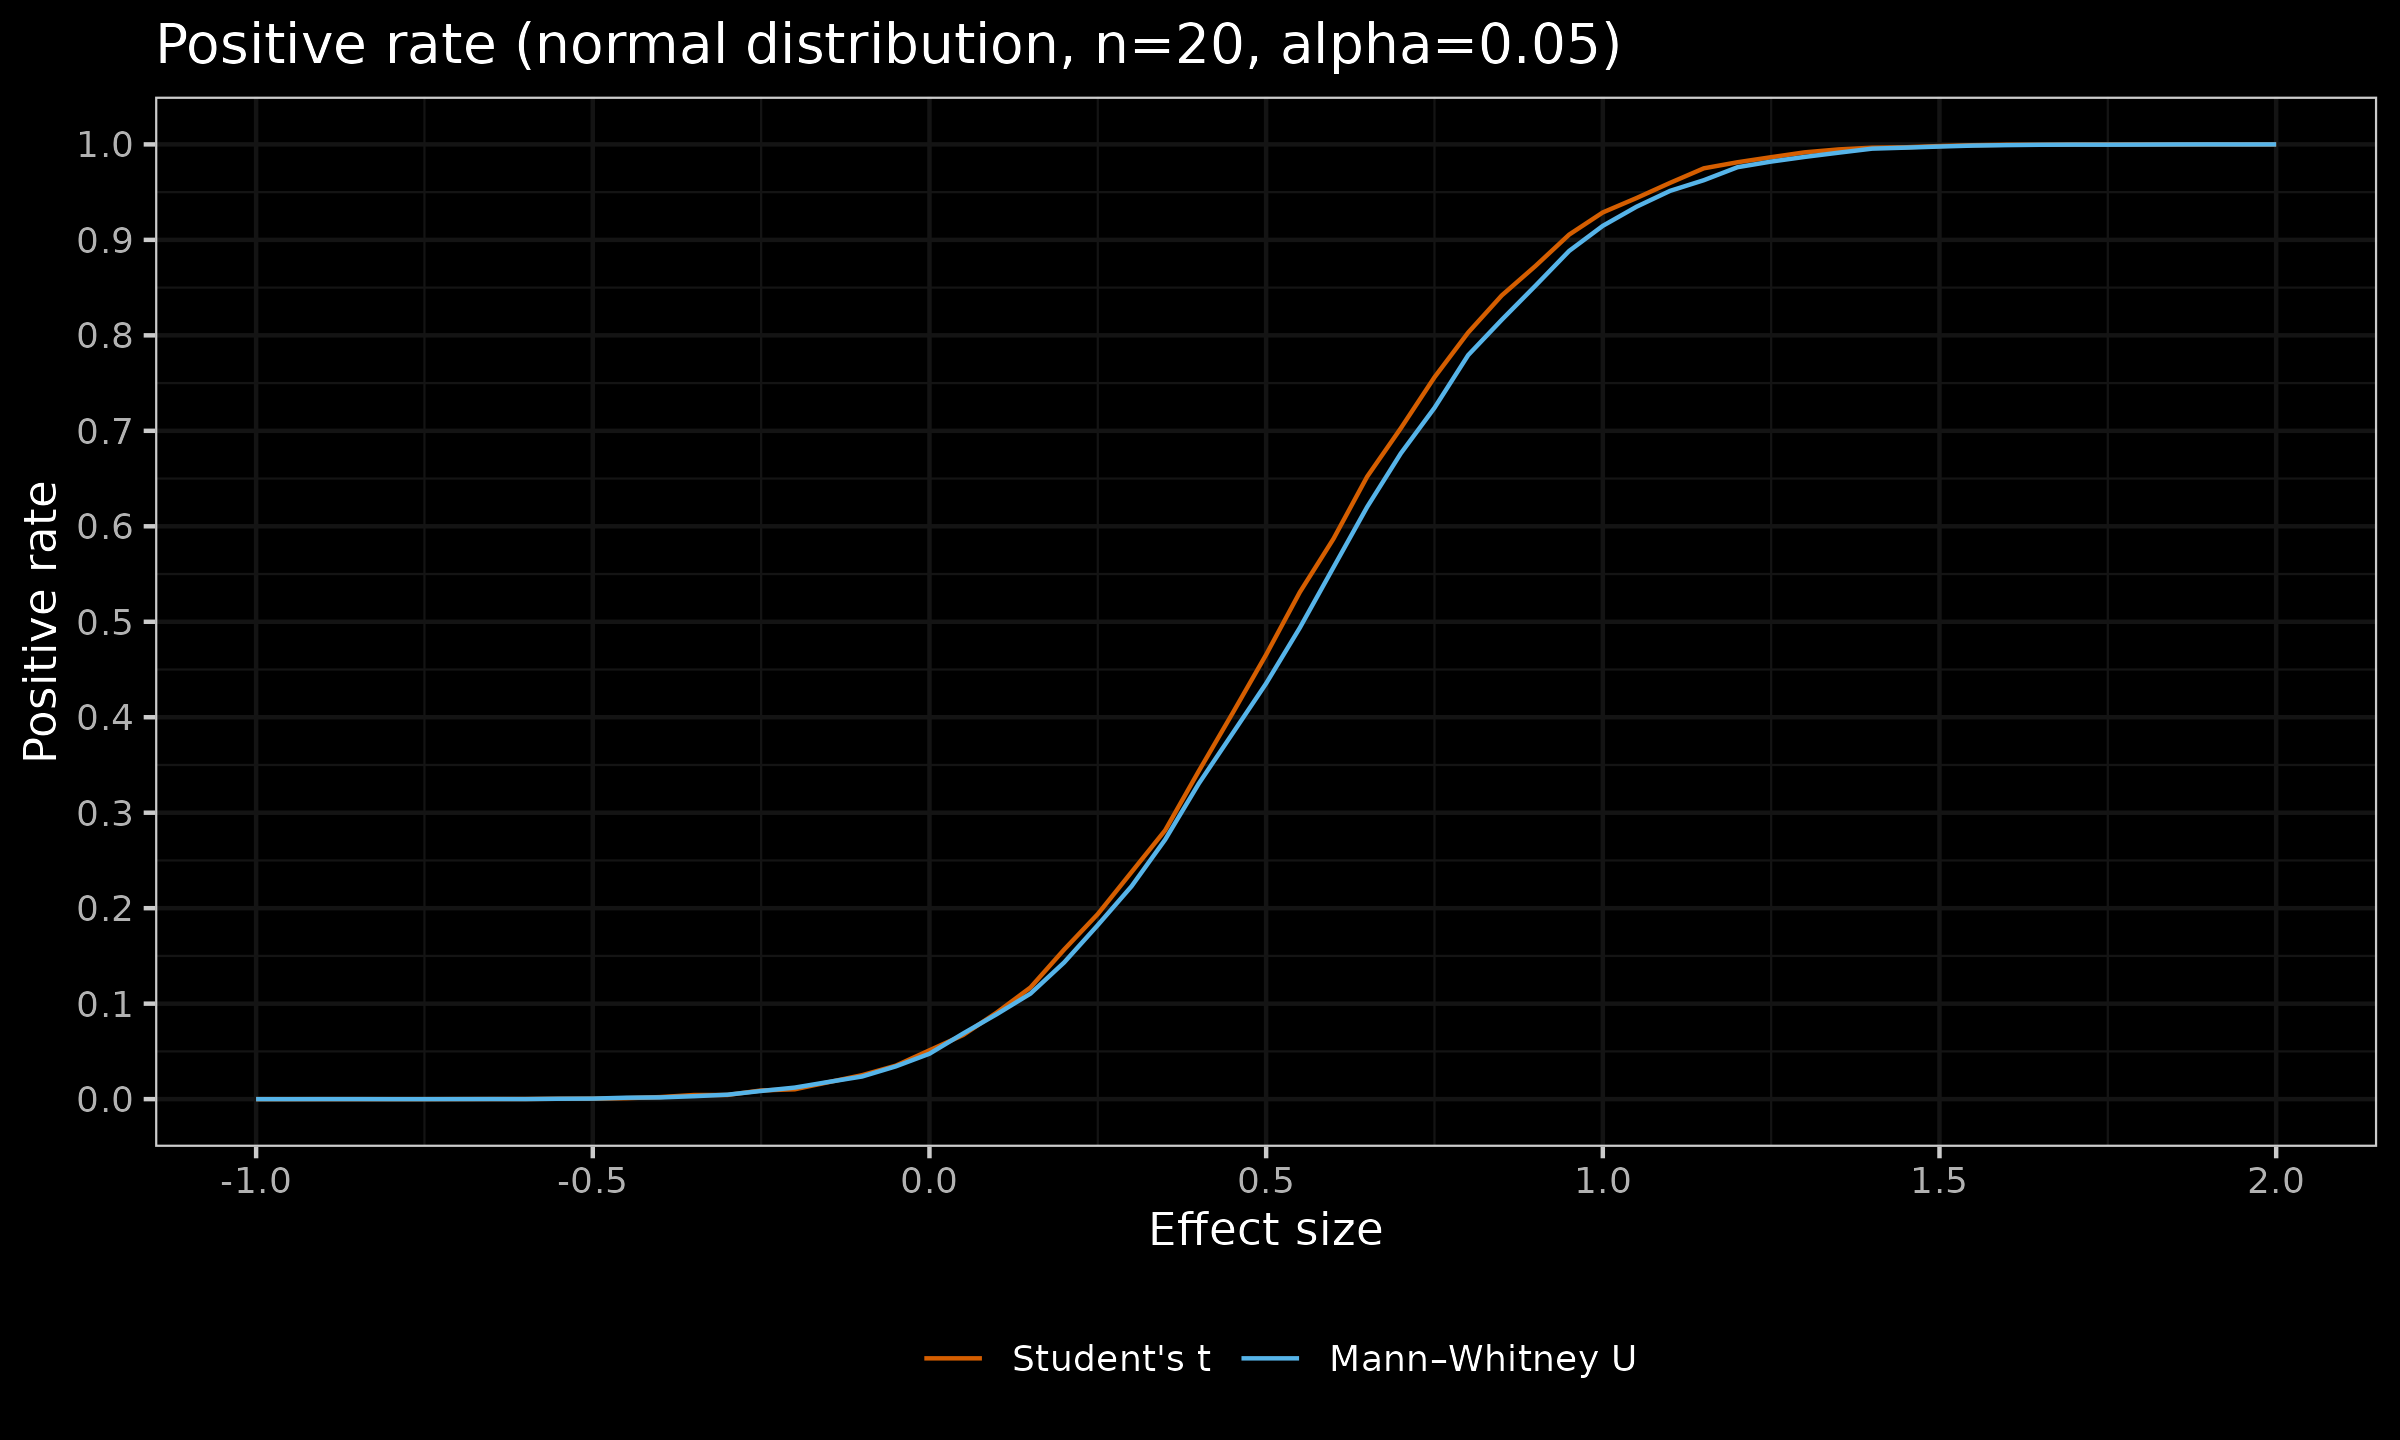 Positive rate (normal distribution, n=20, alpha=0.05)
Positive rate
1.0
0.9
0.8
0.7
0.6
0.5
0.4
0.3
0.2
0.1
0.0
-1.0 -0.5 0.0 0.5 1.0 1.5 2.0
Effect size
Student's t Mann–Whitney U